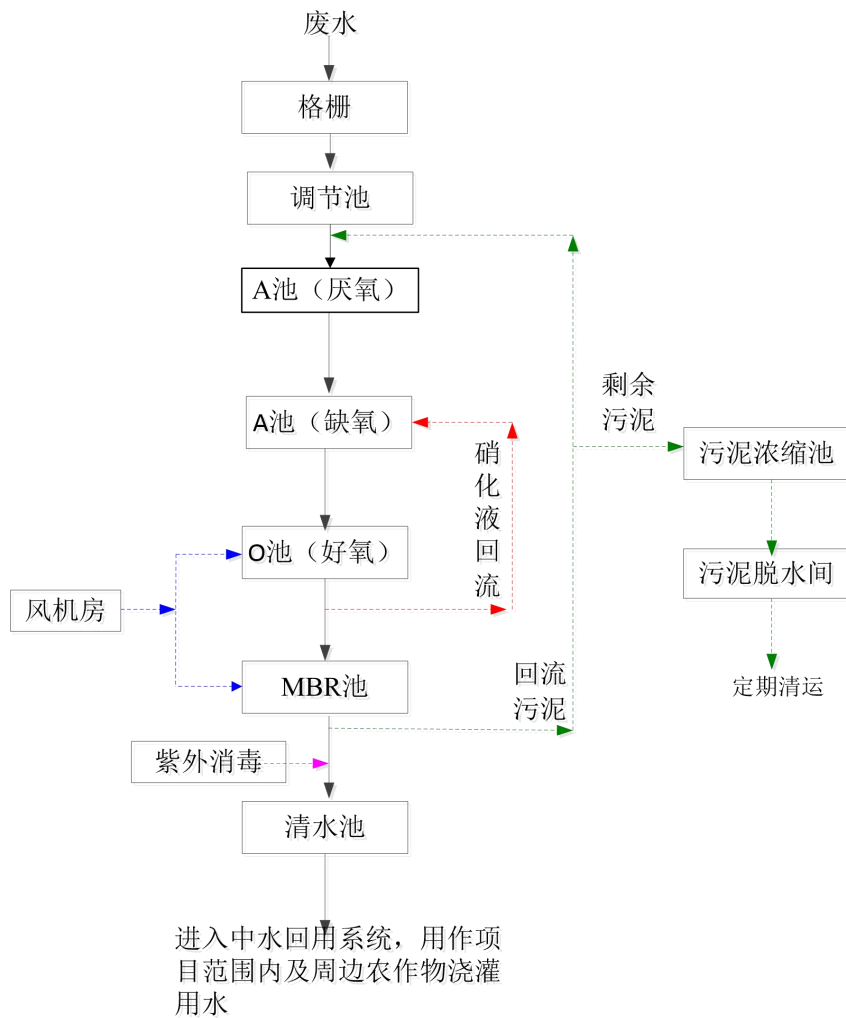 废水
格栅
调节池
A池（厌氧）
剩余
污泥
A池（缺氧）
硝
化
液
回
流
污泥浓缩池
O池（好氧）
污泥脱水间
风机房
MBR池
回流
污泥
定期清运
紫外消毒
清水池
进入中水回用系统，用作项
目范围内及周边农作物浇灌
用水